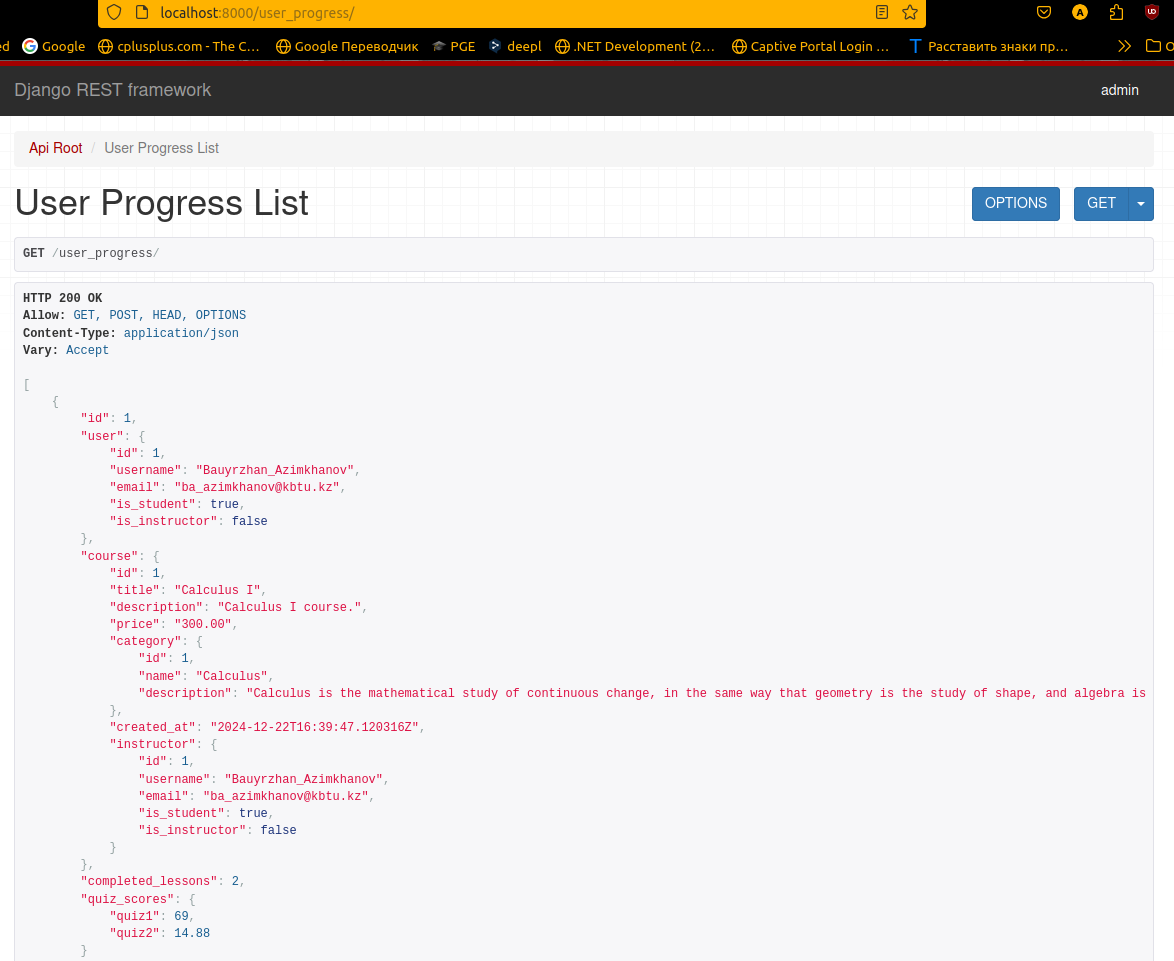 localhost:8000/user_progress/
ed Google cplusplus.com - The C… Google Переводчик PGE deepl .NET Development (2… Captive Portal Login … Расставить знаки пр…
Django REST framework admin
Api Root / User Progress List
User Progress List OPTIONS GET
GET /user_progress/
HTTP 200 OK
Allow: GET, POST, HEAD, OPTIONS
Content-Type: application/json
Vary: Accept
[
    {
        "id": 1,
        "user": {
            "id": 1,
            "username": "Bauyrzhan_Azimkhanov",
            "email": "ba_azimkhanov@kbtu.kz",
            "is_student": true,
            "is_instructor": false
        },
        "course": {
            "id": 1,
            "title": "Calculus I",
            "description": "Calculus I course.",
            "price": "300.00",
            "category": {
                "id": 1,
                "name": "Calculus",
                "description": "Calculus is the mathematical study of continuous change, in the same way that geometry is the study of shape, and algebra is
            },
            "created_at": "2024-12-22T16:39:47.120316Z",
            "instructor": {
                "id": 1,
                "username": "Bauyrzhan_Azimkhanov",
                "email": "ba_azimkhanov@kbtu.kz",
                "is_student": true,
                "is_instructor": false
            }
        },
        "completed_lessons": 2,
        "quiz_scores": {
            "quiz1": 69,
            "quiz2": 14.88
        }